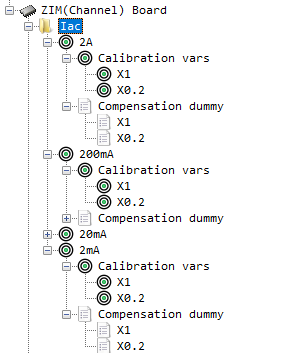 ZIM(Channel) Board
Iac
2A
Calibration vars
X1
X0.2
Compensation dummy
X1
X0.2
200mA
Calibration vars
X1
X0.2
Compensation dummy
20mA
2mA
Calibration vars
X1
X0.2
Compensation dummy
X1
X0.2